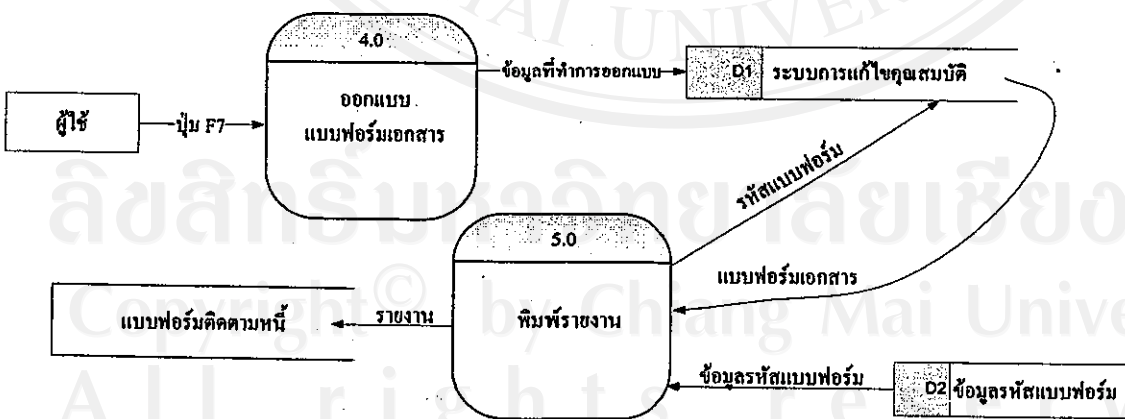 MAI UNIVER
4.0
ออกแบบ
แบบฟอร์มเอกสาร
ผู้ใช้
ปุ่ม F7
ข้อมูลที่ทำการออกแบบ
D1 ระบบการแก้ไขคุณสมบัติ
รหัสแบบฟอร์ม
ลิขสิทธิ์มหาวิทยาลัยเชียง
5.0
พิมพ์รายงาน
แบบฟอร์มเอกสาร
รายงาน
แบบฟอร์มติดตามหนี้
Copyright © by Chiang Mai Unive
ข้อมูลรหัสแบบฟอร์ม
D2 ข้อมูลรหัสแบบฟอร์ม
All rights re